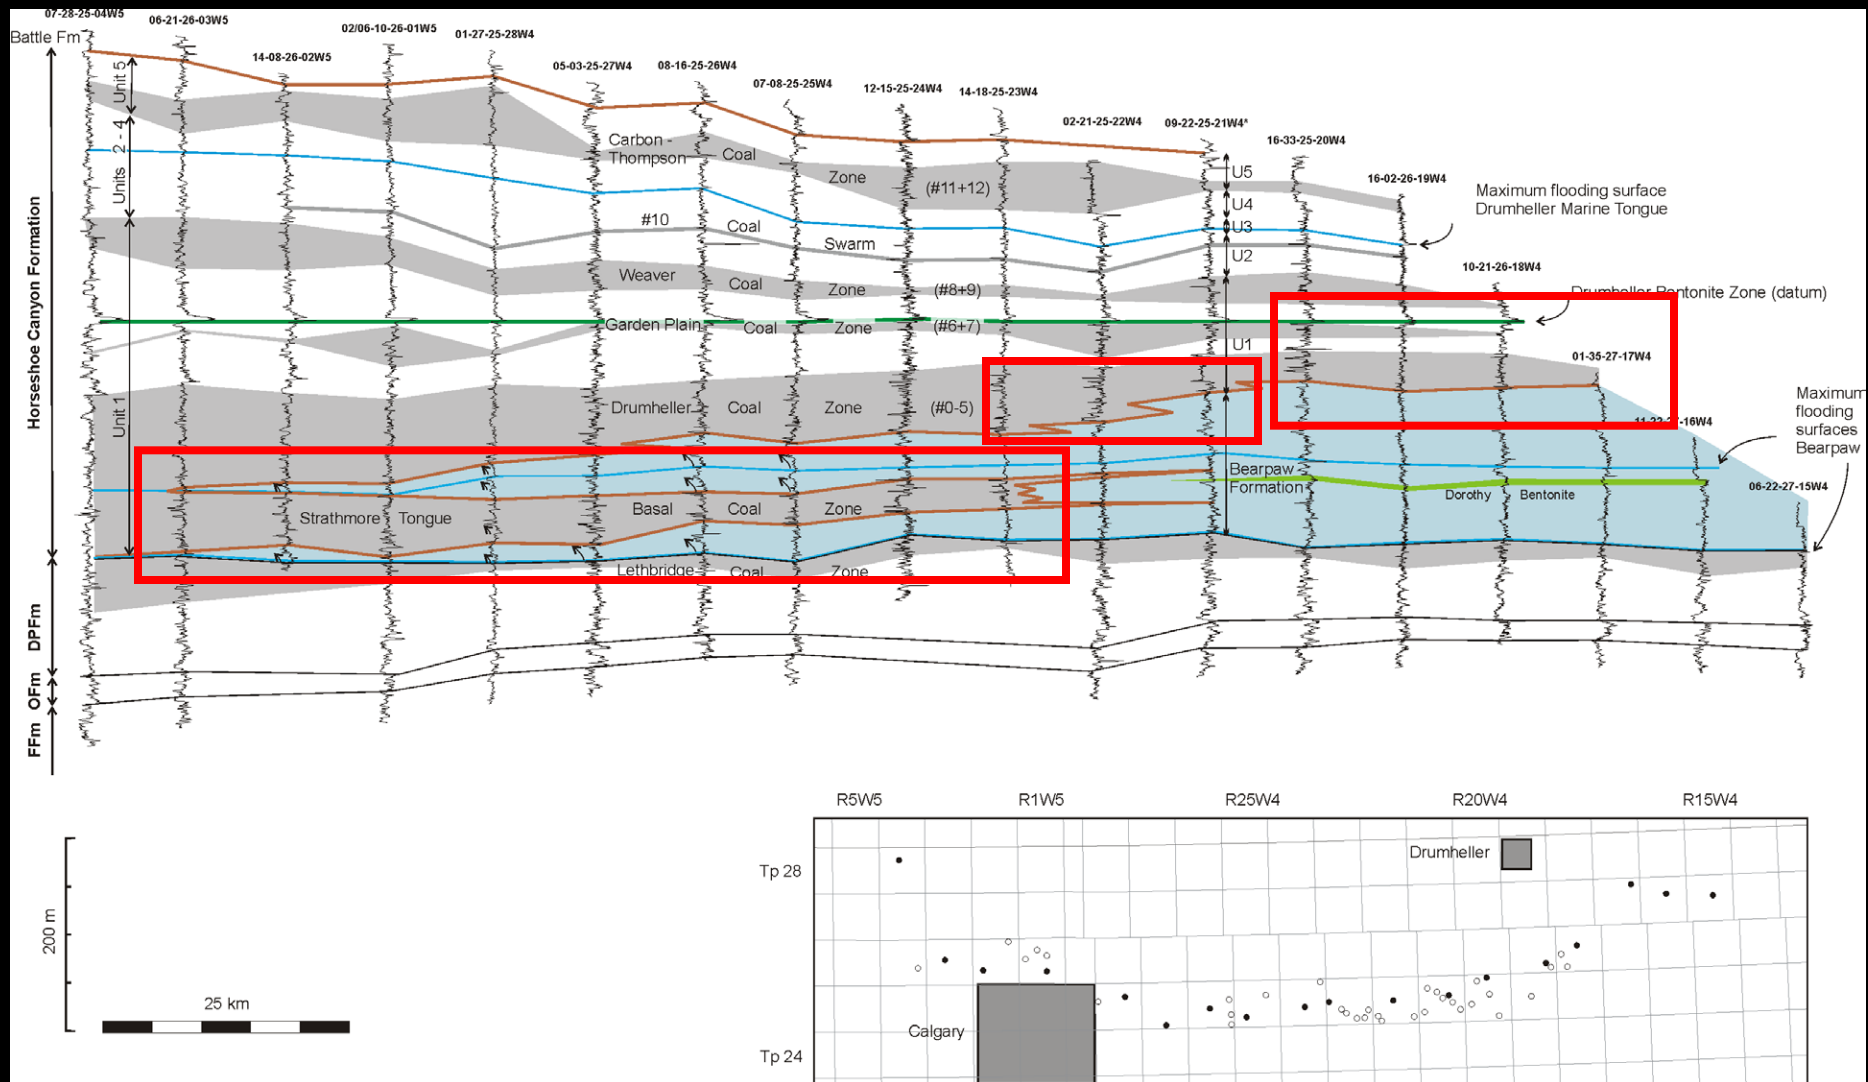 07-28-25-04W5
06-21-26-03W5
14-08-26-02W5
02/06-10-26-01W5
01-27-25-28W4
05-03-25-27W4
08-16-25-26W4
07-08-25-25W4
12-15-25-24W4
14-18-25-23W4
02-21-25-22W4
09-22-25-21W4*
16-33-25-20W4
16-02-26-19W4
10-21-26-18W4
01-35-27-17W4
-16W4
06-22-27-15W4
Battle Fm
Unit 5
Units 2 - 4
Unit 1
Horseshoe Canyon Formation
DPFm
OFm
FFm
Carbon -
Thompson Coal Zone (#11+12)
#10 Coal Swarm
Weaver Coal Zone (#8+9)
Garden Plain Coal Zone (#6+7)
Drumheller Coal Zone (#0-5)
Strathmore Tongue
Basal Coal Zone
Lethbridge Coal Zone
U5
U4
U3
U2
U1
Maximum flooding surface
Drumheller Marine Tongue
Drumheller Bentonite Zone (datum)
Maximum
flooding
surfaces
Bearpaw
Bearpaw
Formation
Dorothy Bentonite
200 m
25 km
R5W5 R1W5 R25W4 R20W4 R15W4
Tp 28
Drumheller
Calgary
Tp 24